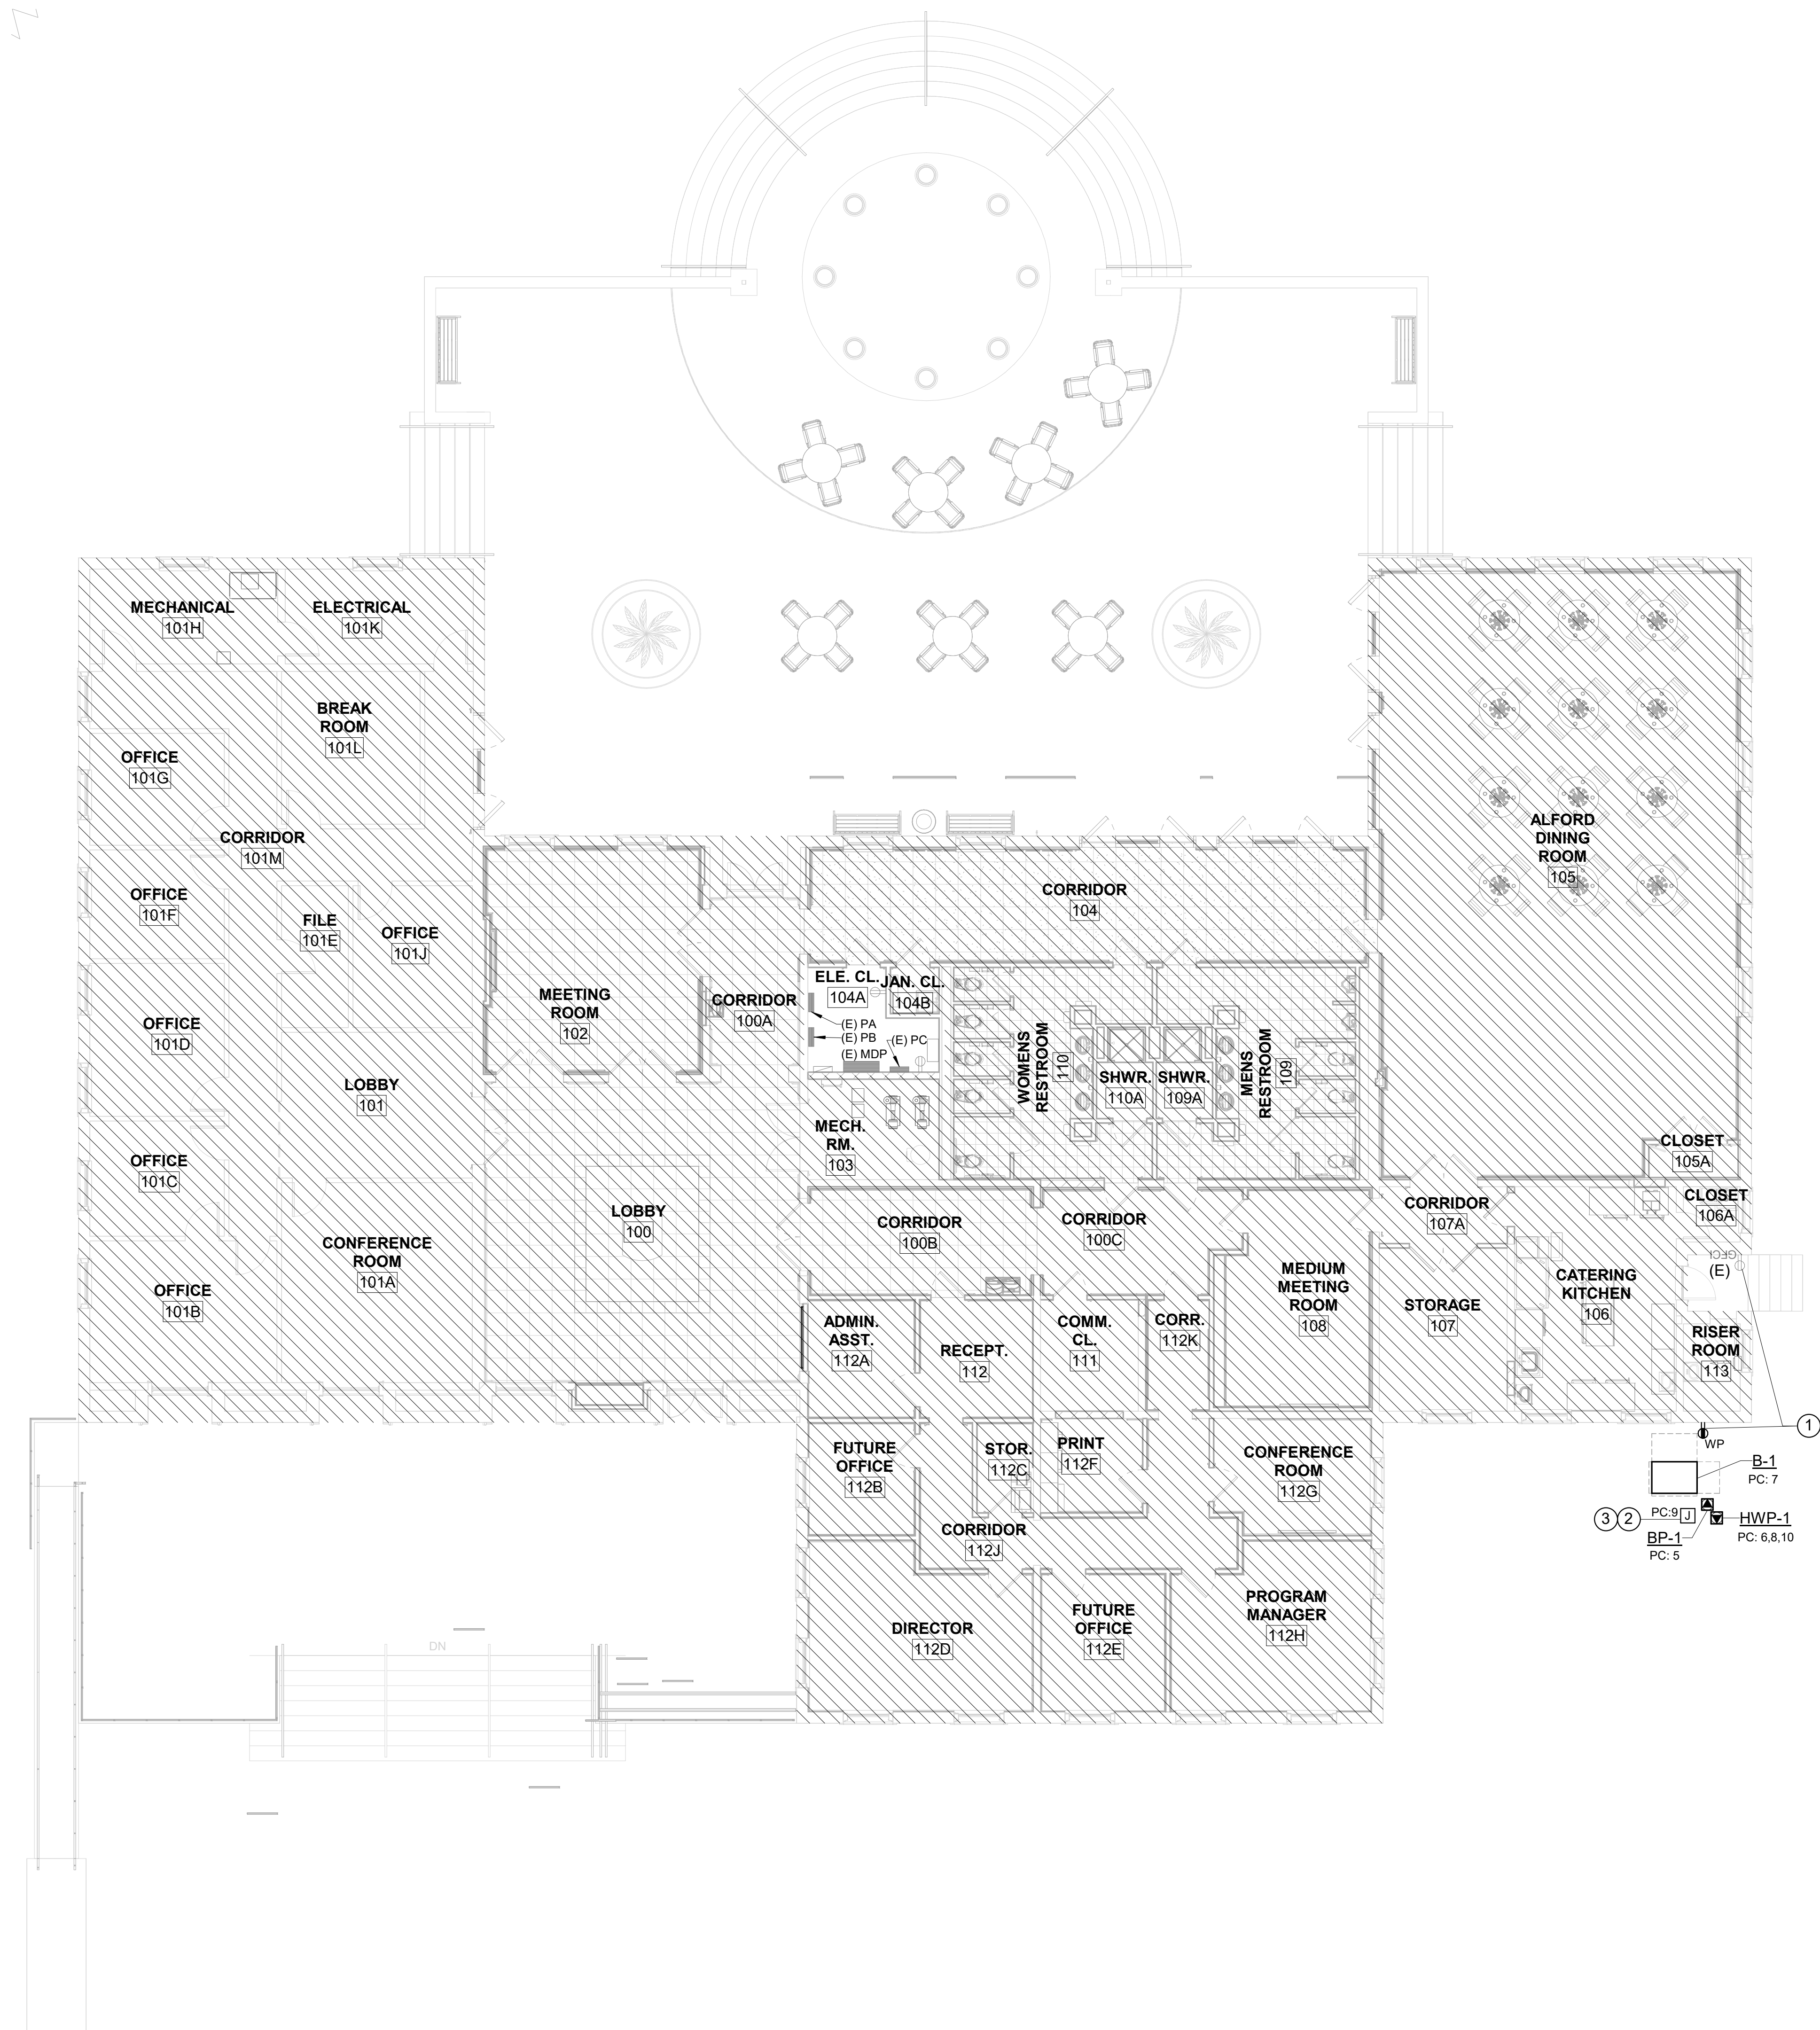 MECHANICAL
101H
ELECTRICAL
101K
BREAK
ROOM
101L
OFFICE
101G
CORRIDOR
101M
OFFICE
101F
FILE
101E
OFFICE
101J
OFFICE
101D
LOBBY
101
OFFICE
101C
CONFERENCE
ROOM
101A
OFFICE
101B
MEETING
ROOM
102
CORRIDOR
100A
LOBBY
100
CORRIDOR
104
ELE. CL.
104A
JAN. CL.
104B
(E) PA
(E) PB
(E) PC
(E) MDP
MECH.
RM.
103
WOMENS
RESTROOM
110
SHWR.
110A
SHWR.
109A
MENS
RESTROOM
109
ALFORD
DINING
ROOM
105
CLOSET
105A
CLOSET
106A
CORRIDOR
107A
CORRIDOR
100B
CORRIDOR
100C
MEDIUM
MEETING
ROOM
108
STORAGE
107
CATERING
KITCHEN
106
GFCI
(E)
RISER
ROOM
113
ADMIN.
ASST.
112A
RECEPT.
112
COMM.
CL.
111
CORR.
112K
FUTURE
OFFICE
112B
STOR.
112C
PRINT
112F
CONFERENCE
ROOM
112G
CORRIDOR
112J
DIRECTOR
112D
FUTURE
OFFICE
112E
PROGRAM
MANAGER
112H
1
WP
B-1
PC: 7
3 2 PC:9 J
HWP-1
PC: 6,8,10
BP-1
PC: 5
DN